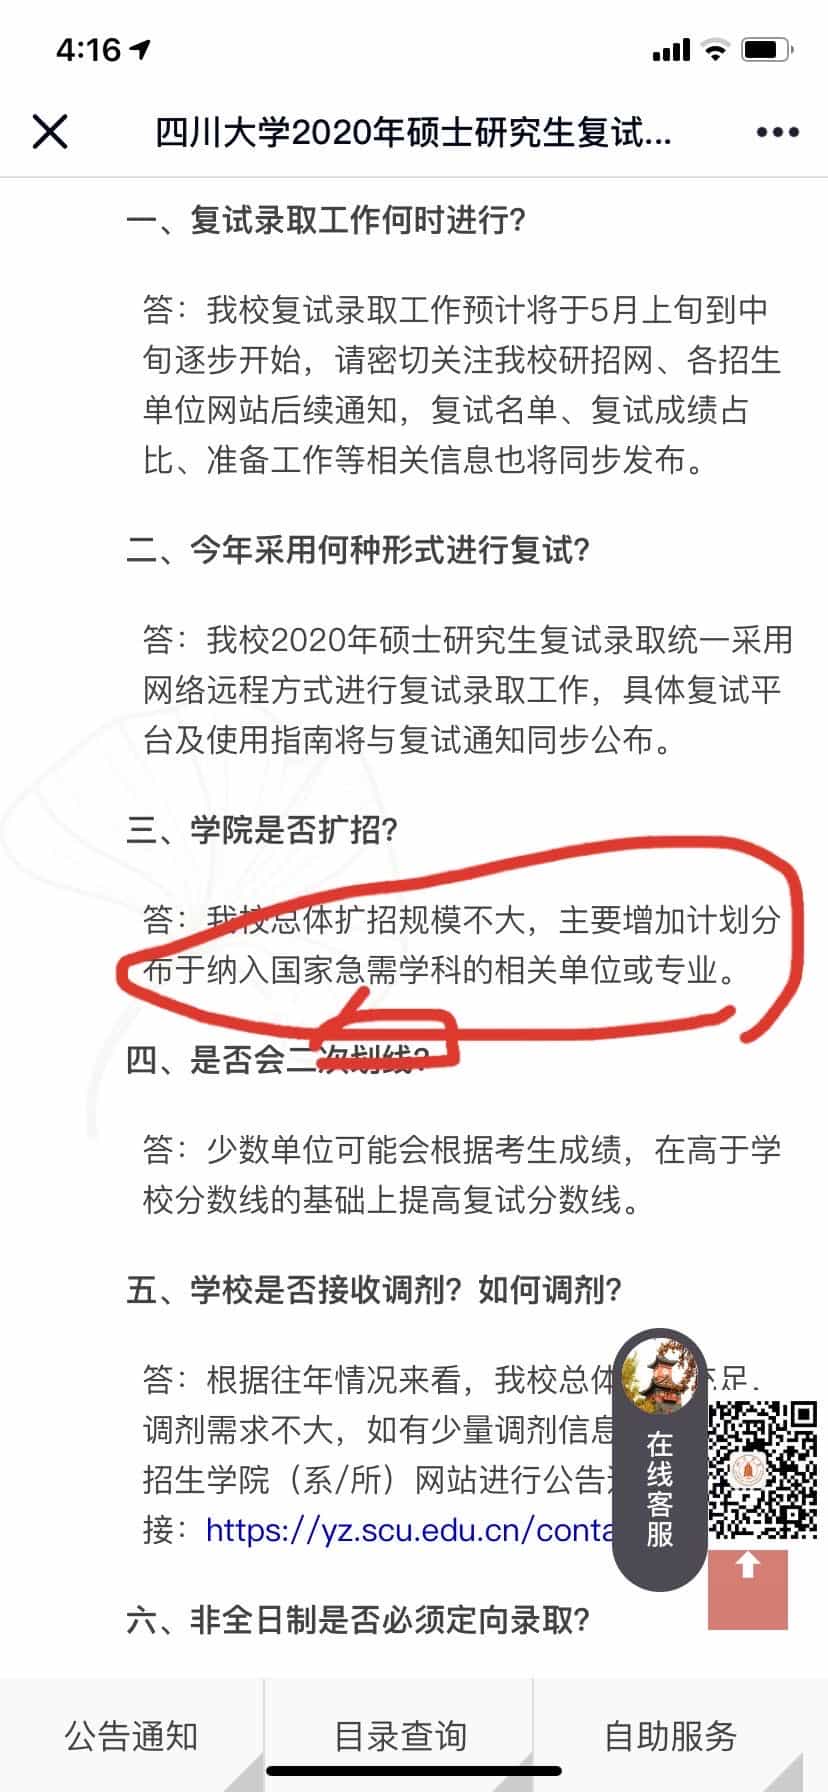 4:16
四川大学2020年硕士研究生复试...
一、复试录取工作何时进行?
答：我校复试录取工作预计将于5月上旬到中
旬逐步开始，请密切关注我校研招网、各招生
单位网站后续通知，复试名单、复试成绩占
比、准备工作等相关信息也将同步发布。
二、今年采用何种形式进行复试?
答：我校2020年硕士研究生复试录取统一采用
网络远程方式进行复试录取工作，具体复试平
台及使用指南将与复试通知同步公布。
三、学院是否扩招?
答：我校总体扩招规模不大，主要增加计划分
布于纳入国家急需学科的相关单位或专业。
四、是否会二次划线?
答：少数单位可能会根据考生成绩，在高于学
校分数线的基础上提高复试分数线。
五、学校是否接收调剂？如何调剂?
答：根据往年情况来看，我校总体 充足，
调剂需求不大，如有少量调剂信息
招生学院（系/所）网站进行公告
接：https://yz.scu.edu.cn/conta
在线客服
六、非全日制是否必须定向录取?
公告通知 目录查询 自助服务